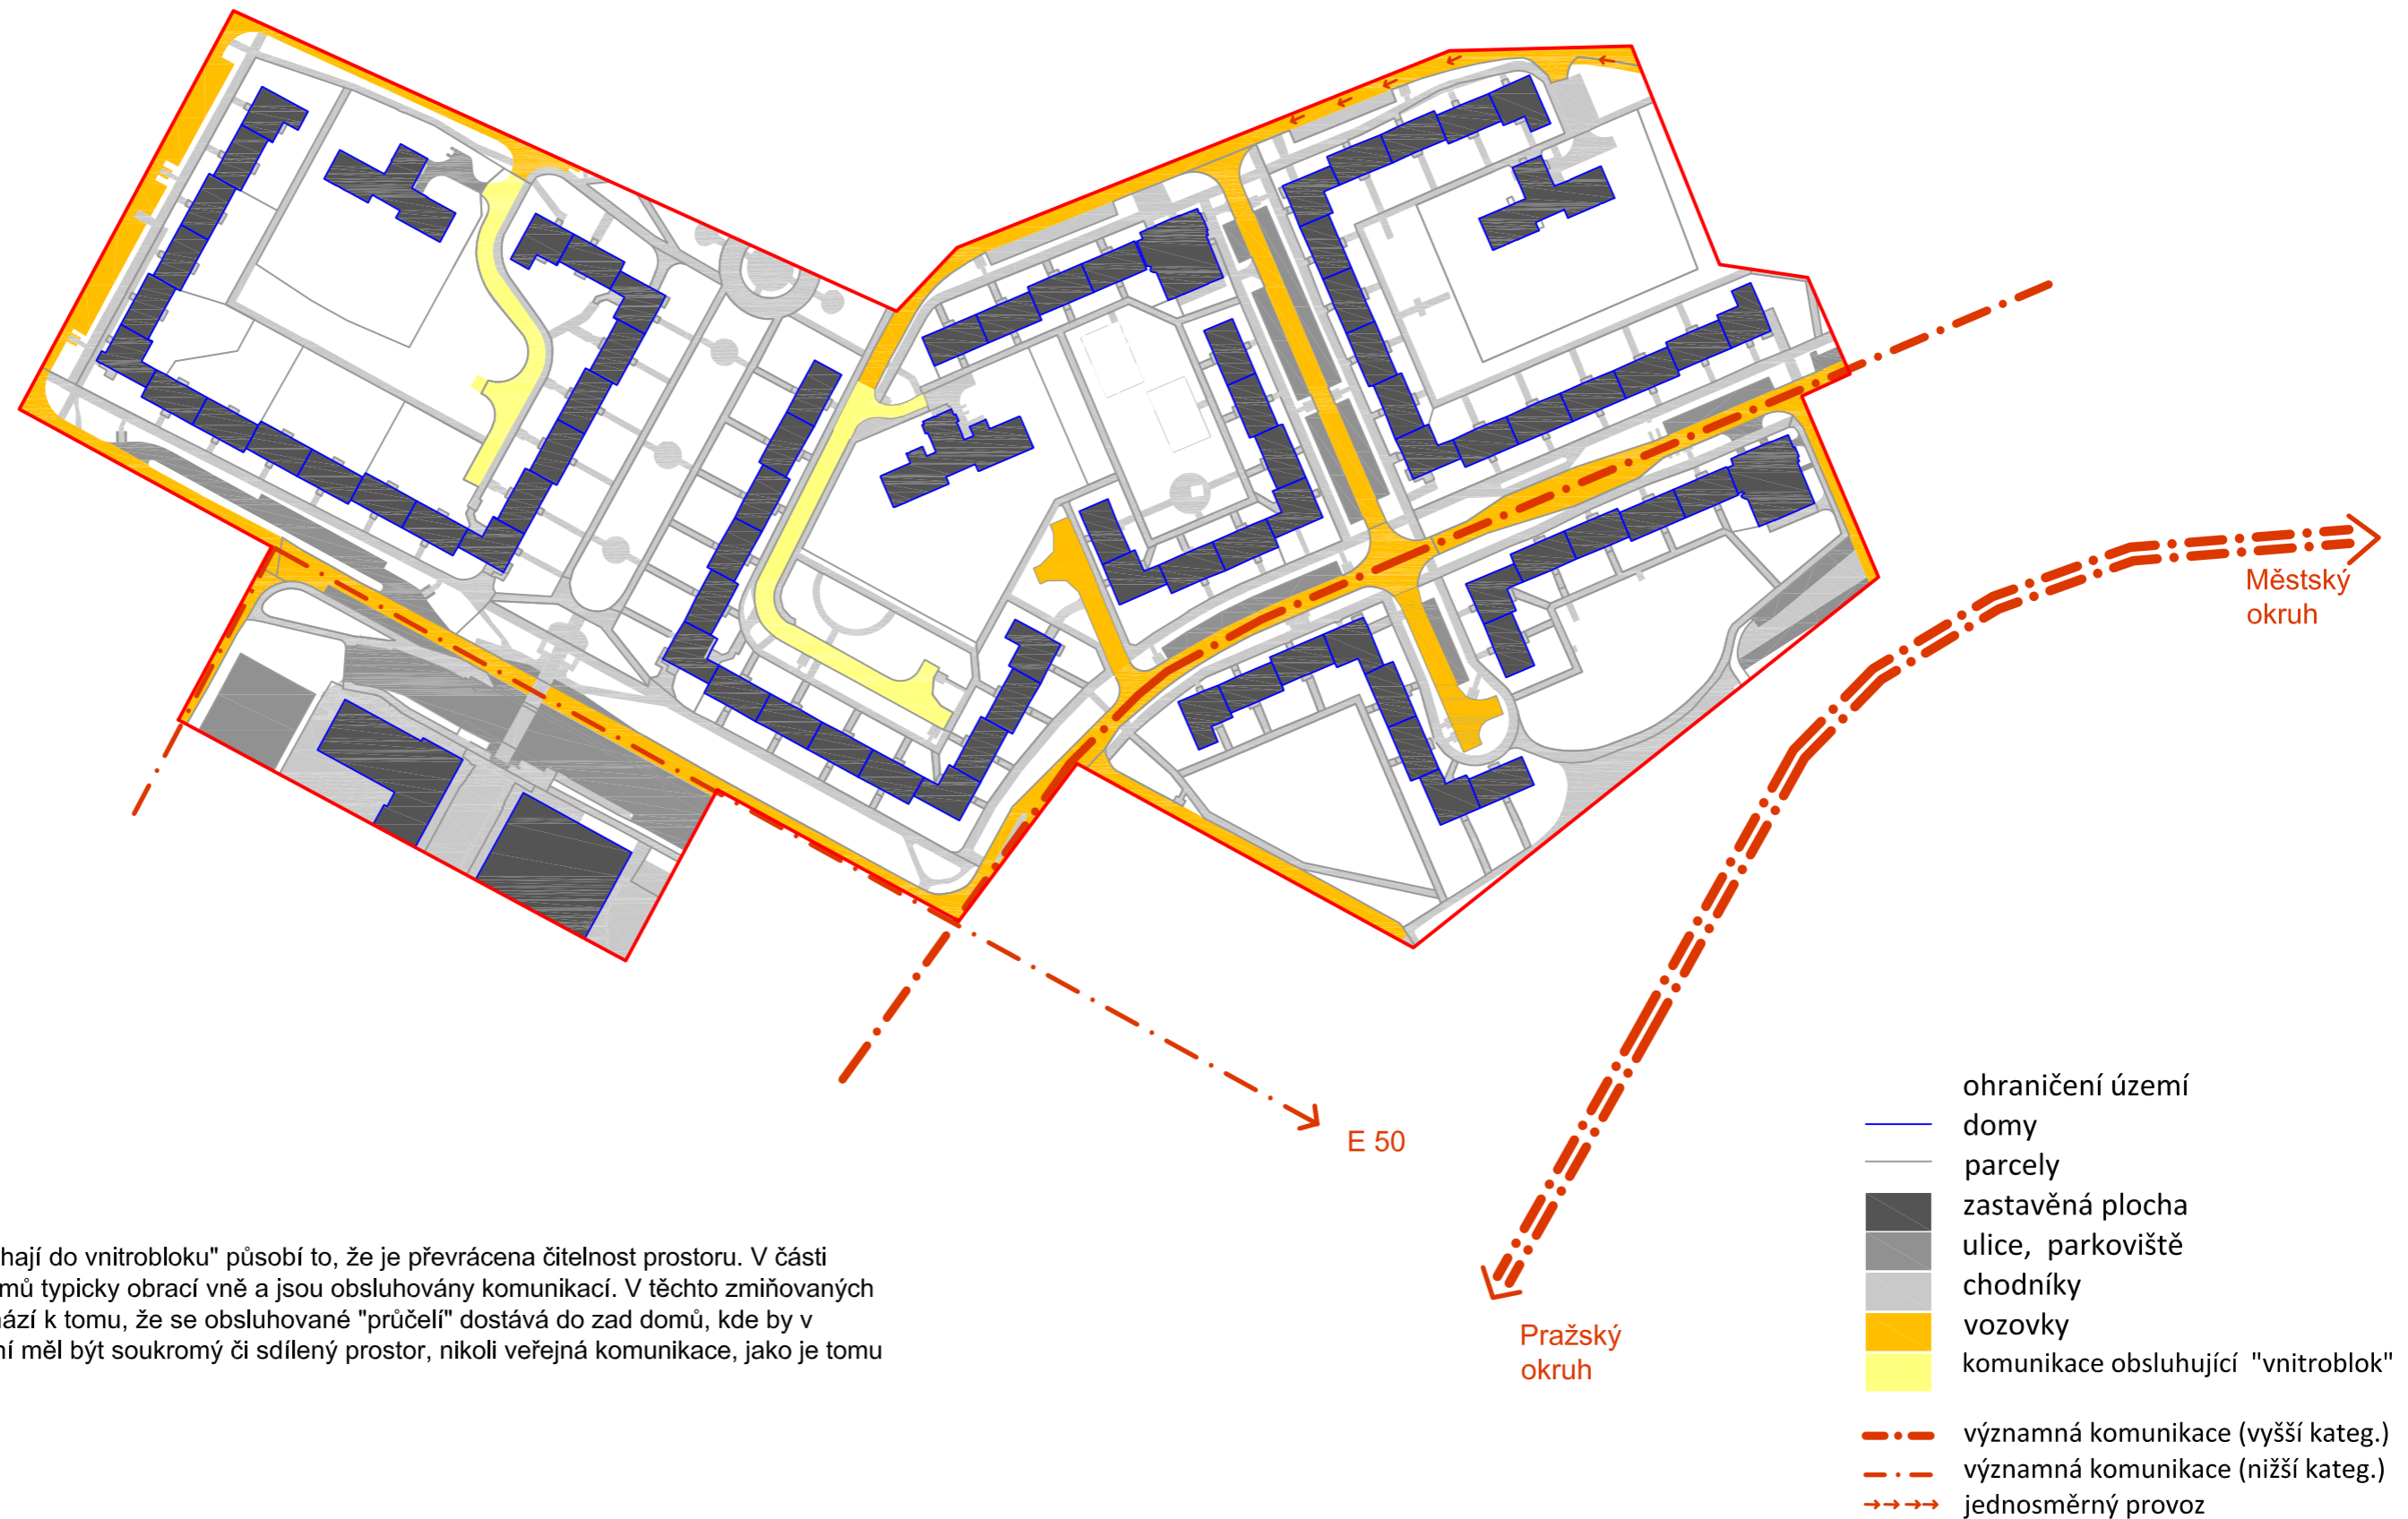 Městský
okruh
E 50
Pražský
okruh
hají do vnitrobloku" působí to, že je převrácena čitelnost prostoru. V části
mů typicky obrací vně a jsou obsluhovány komunikací. V těchto zmiňovaných
ází k tomu, že se obsluhované "průčelí" dostává do zad domů, kde by v
ní měl být soukromý či sdílený prostor, nikoli veřejná komunikace, jako je tomu
ohraničení území
domy
parcely
zastavěná plocha
ulice, parkoviště
chodníky
vozovky
komunikace obsluhující "vnitroblok"
významná komunikace (vyšší kateg.)
významná komunikace (nižší kateg.)
jednosměrný provoz